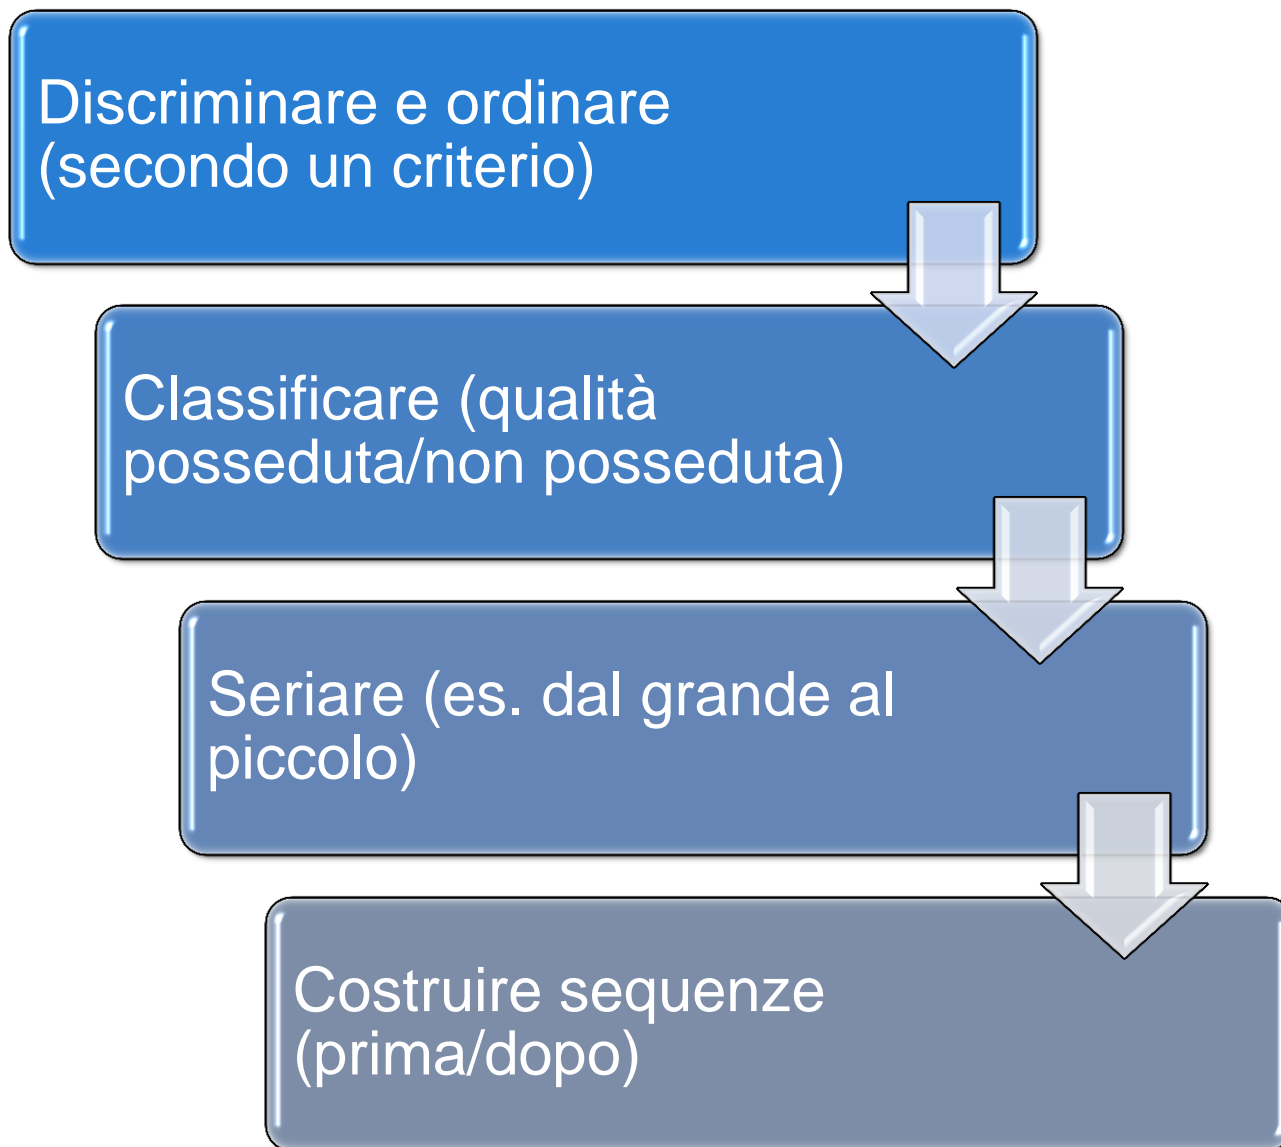 Discriminare e ordinare
(secondo un criterio)
Classificare (qualità
posseduta/non posseduta)
Seriare (es. dal grande al
piccolo)
Costruire sequenze
(prima/dopo)